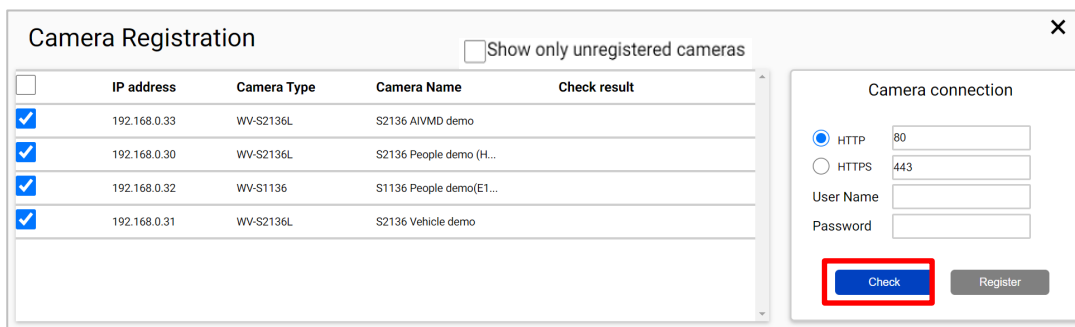 Camera Registration
Show only unregistered cameras
IP address Camera Type Camera Name Check result
192.168.0.33 WV-S2136L S2136 AIVMD demo
192.168.0.30 WV-S2136L S2136 People demo (H...
192.168.0.32 WV-S1136 S1136 People demo(E1...
192.168.0.31 WV-S2136L S2136 Vehicle demo
Camera connection
HTTP 80
HTTPS 443
User Name
Password
Check Register